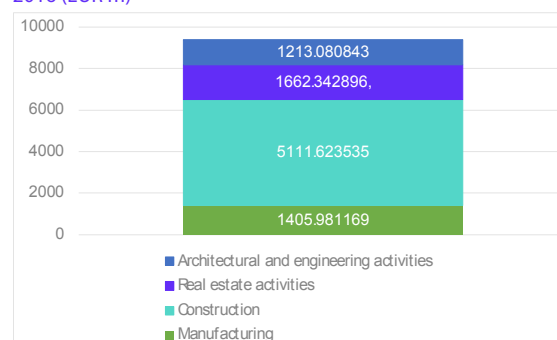 10000
8000
6000
4000
2000
0
1213.080843
1662.342896,
5111.623535
1405.981169
Architectural and engineering activities
Real estate activities
Construction
Manufacturing